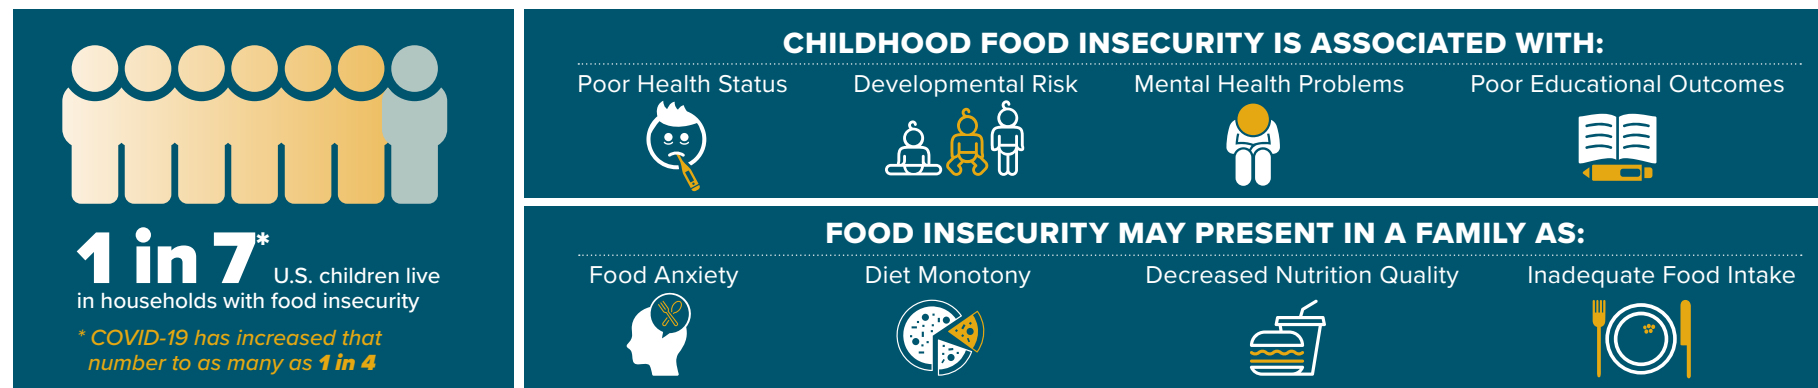 1 in 7* U.S. children live
in households with food insecurity
* COVID-19 has increased that
number to as many as 1 in 4
CHILDHOOD FOOD INSECURITY IS ASSOCIATED WITH:
Poor Health Status
Developmental Risk
Mental Health Problems
Poor Educational Outcomes
FOOD INSECURITY MAY PRESENT IN A FAMILY AS:
Food Anxiety
Diet Monotony
Decreased Nutrition Quality
Inadequate Food Intake